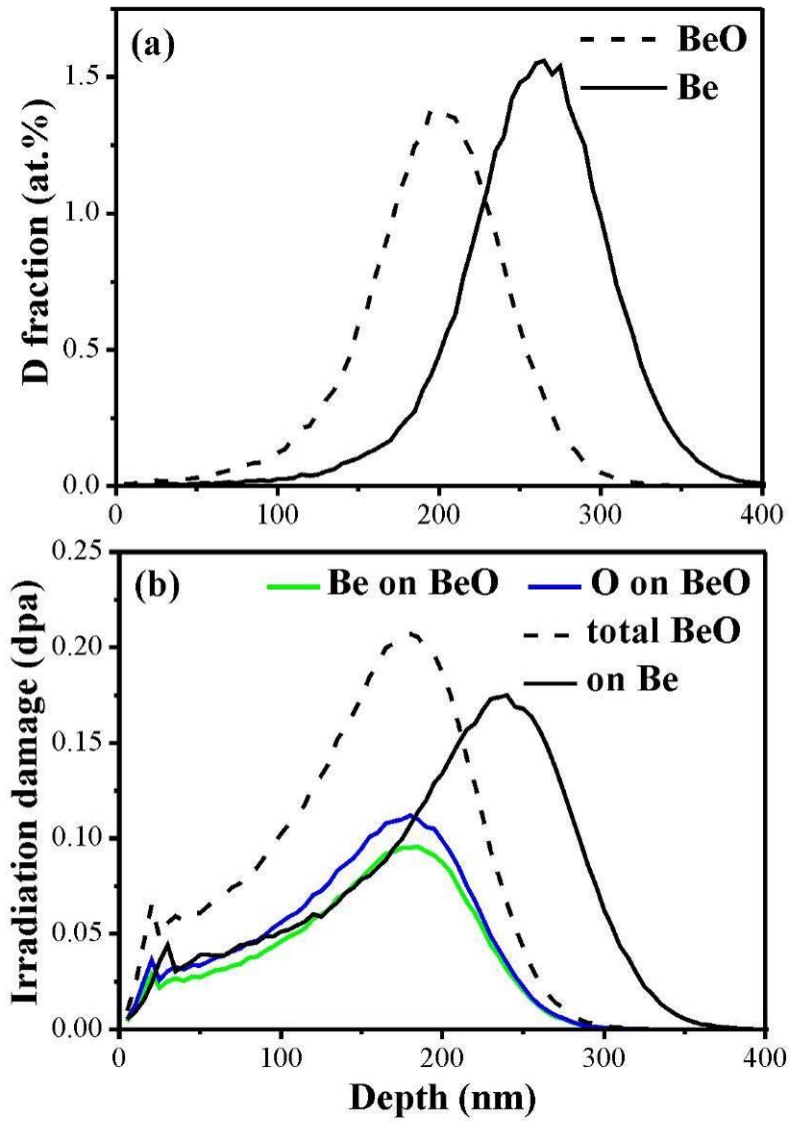 (a)
BeO
Be
D fraction (at.%)
1.5
1.0
0.5
0.0
0 100 200 300 400
(b)
Be on BeO O on BeO
total BeO
on Be
Irradiation damage (dpa)
0.25
0.20
0.15
0.10
0.05
0.00
0 100 200 300 400
Depth (nm)